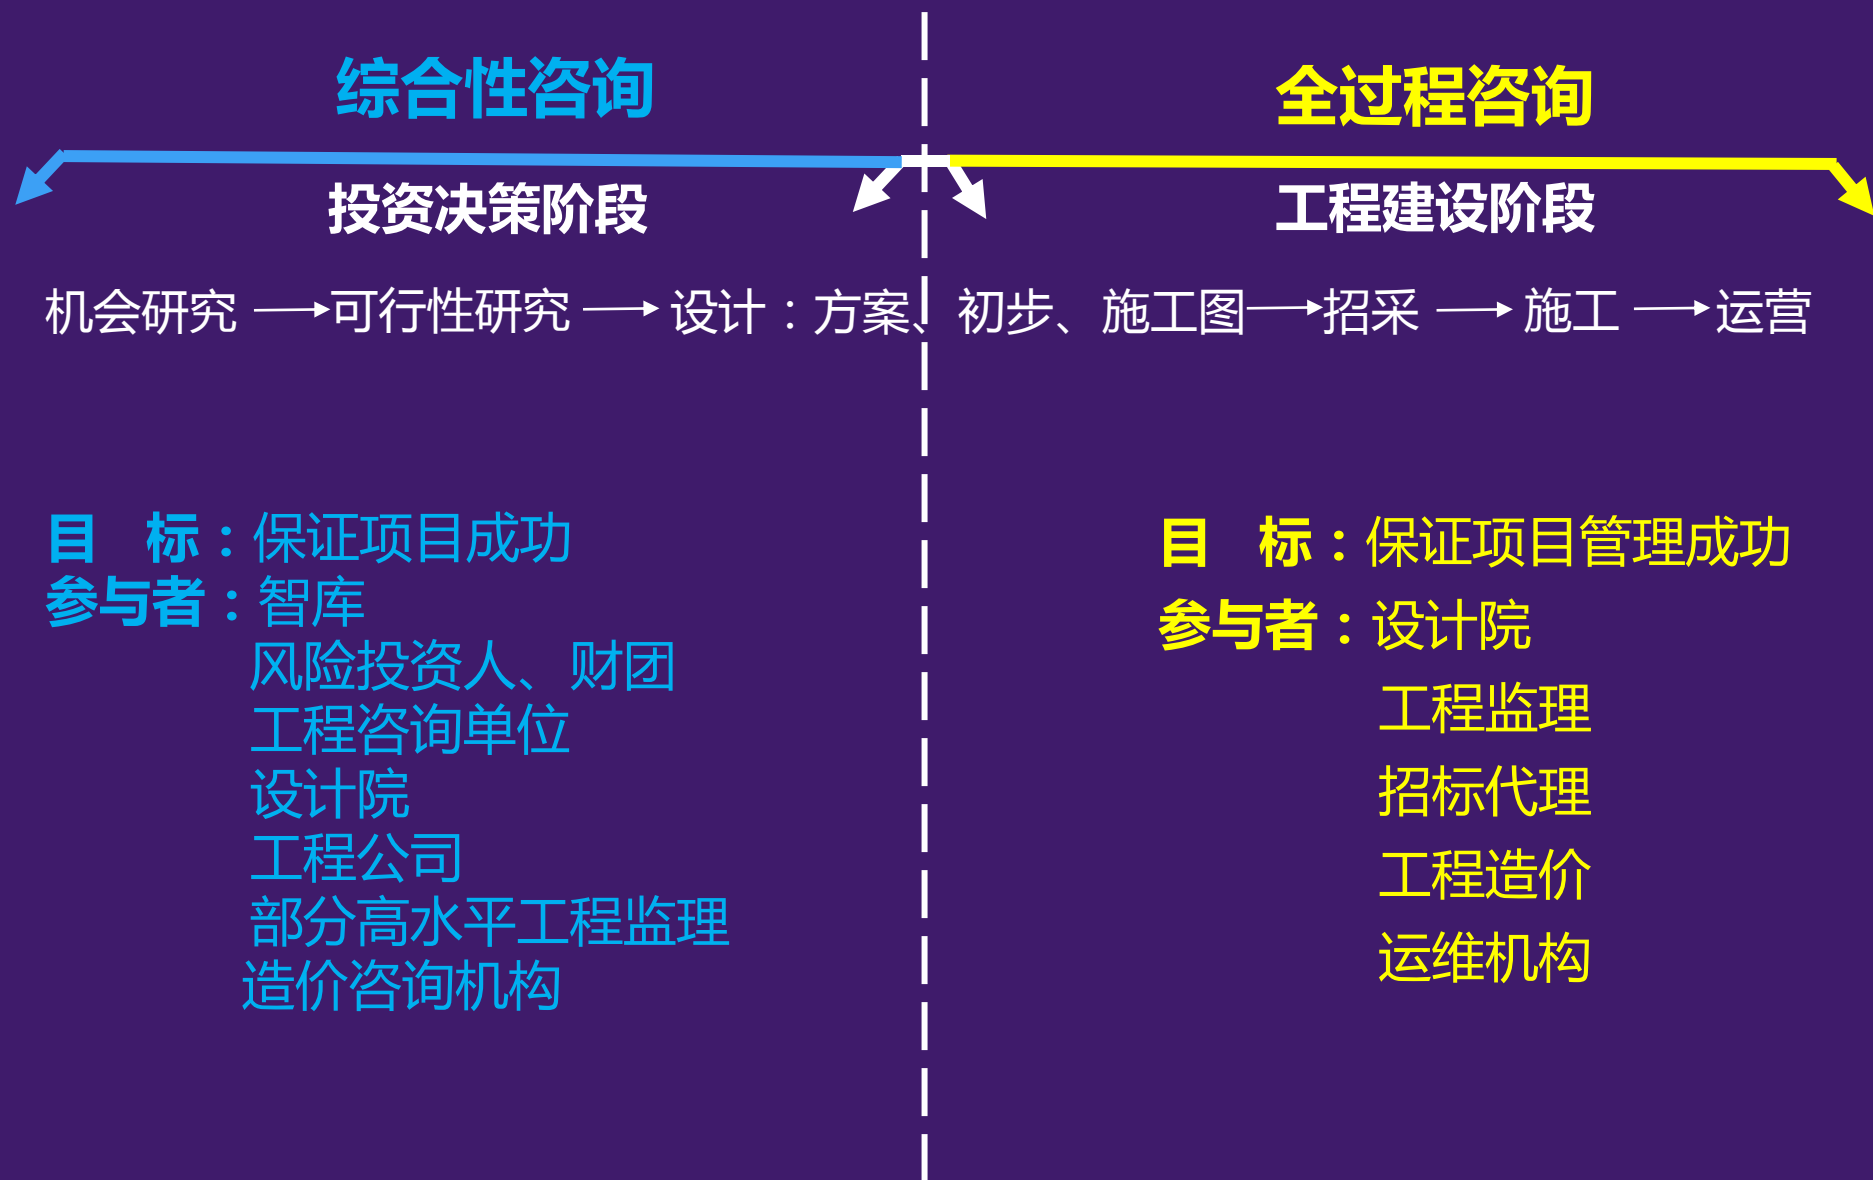 综合性咨询
全过程咨询
投资决策阶段
工程建设阶段
机会研究 可行性研究 设计：方案、初步、施工图 招采 施工 运营
目 标：保证项目成功
参与者：智库
风险投资人、财团
工程咨询单位
设计院
工程公司
部分高水平工程监理
造价咨询机构
目 标：保证项目管理成功
参与者：设计院
工程监理
招标代理
工程造价
运维机构